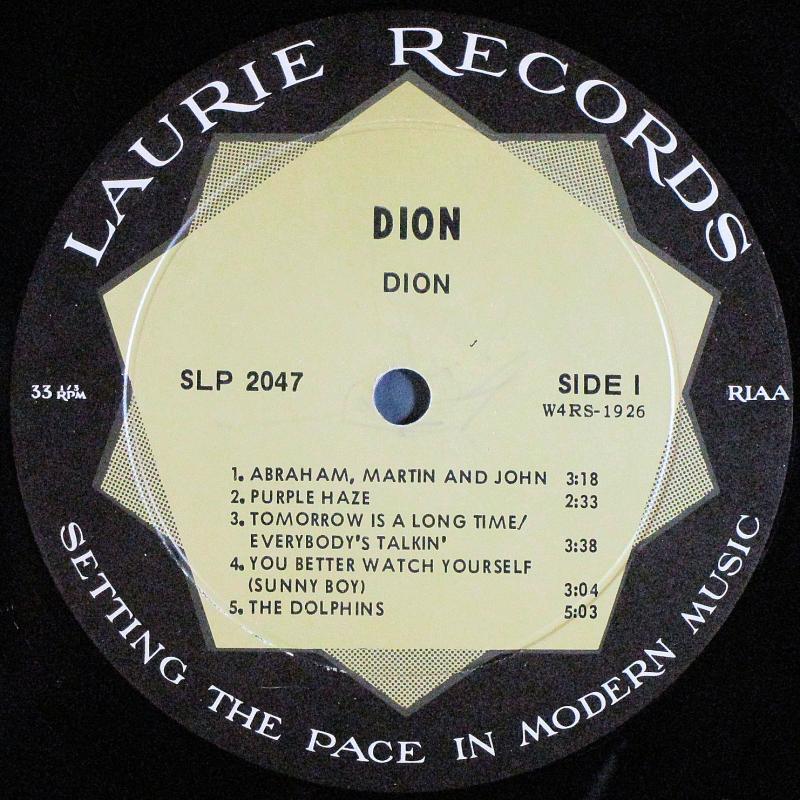 LAURIE RECORDS
DION
DION
SLP 2047
SIDE I
W4RS-1926
33 1/3 RPM
RIAA
1. ABRAHAM, MARTIN AND JOHN 3:18
2. PURPLE HAZE 2:33
3. TOMORROW IS A LONG TIME/
EVERYBODY'S TALKIN' 3:38
4. YOU BETTER WATCH YOURSELF
(SUNNY BOY) 3:04
5. THE DOLPHINS 5:03
SETTING THE PACE IN MODERN MUSIC